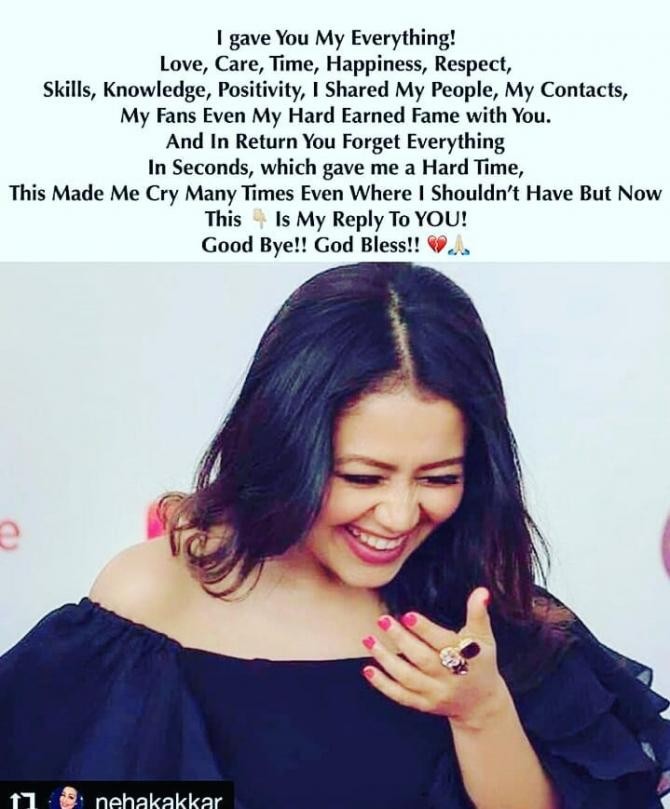 I gave You My Everything!
Love, Care, Time, Happiness, Respect,
Skills, Knowledge, Positivity, I Shared My People, My Contacts,
My Fans Even My Hard Earned Fame with You.
And In Return You Forget Everything
In Seconds, which gave me a Hard Time,
This Made Me Cry Many Times Even Where I Shouldn’t Have But Now
This 👇🏻 Is My Reply To YOU!
Good Bye!! God Bless!! 💔🙏🏻
e
nehakakkar